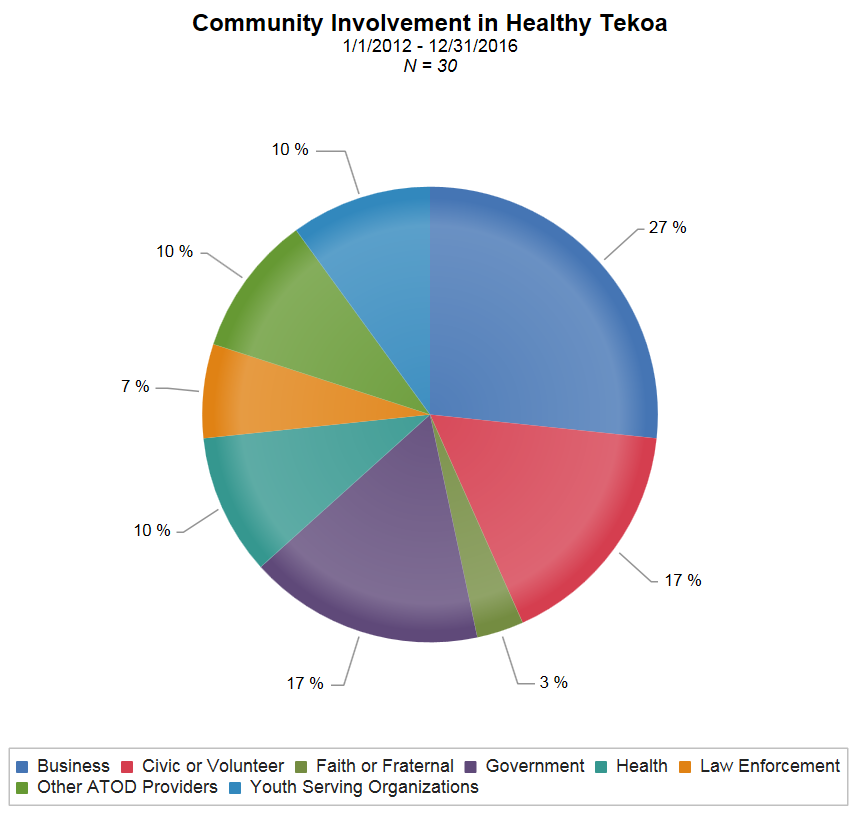 Community Involvement in Healthy Tekoa
1/1/2012 - 12/31/2016
N = 30
10 %
27 %
10 %
7 %
10 %
17 %
17 %
3 %
Business Civic or Volunteer Faith or Fraternal Government Health Law Enforcement
Other ATOD Providers Youth Serving Organizations